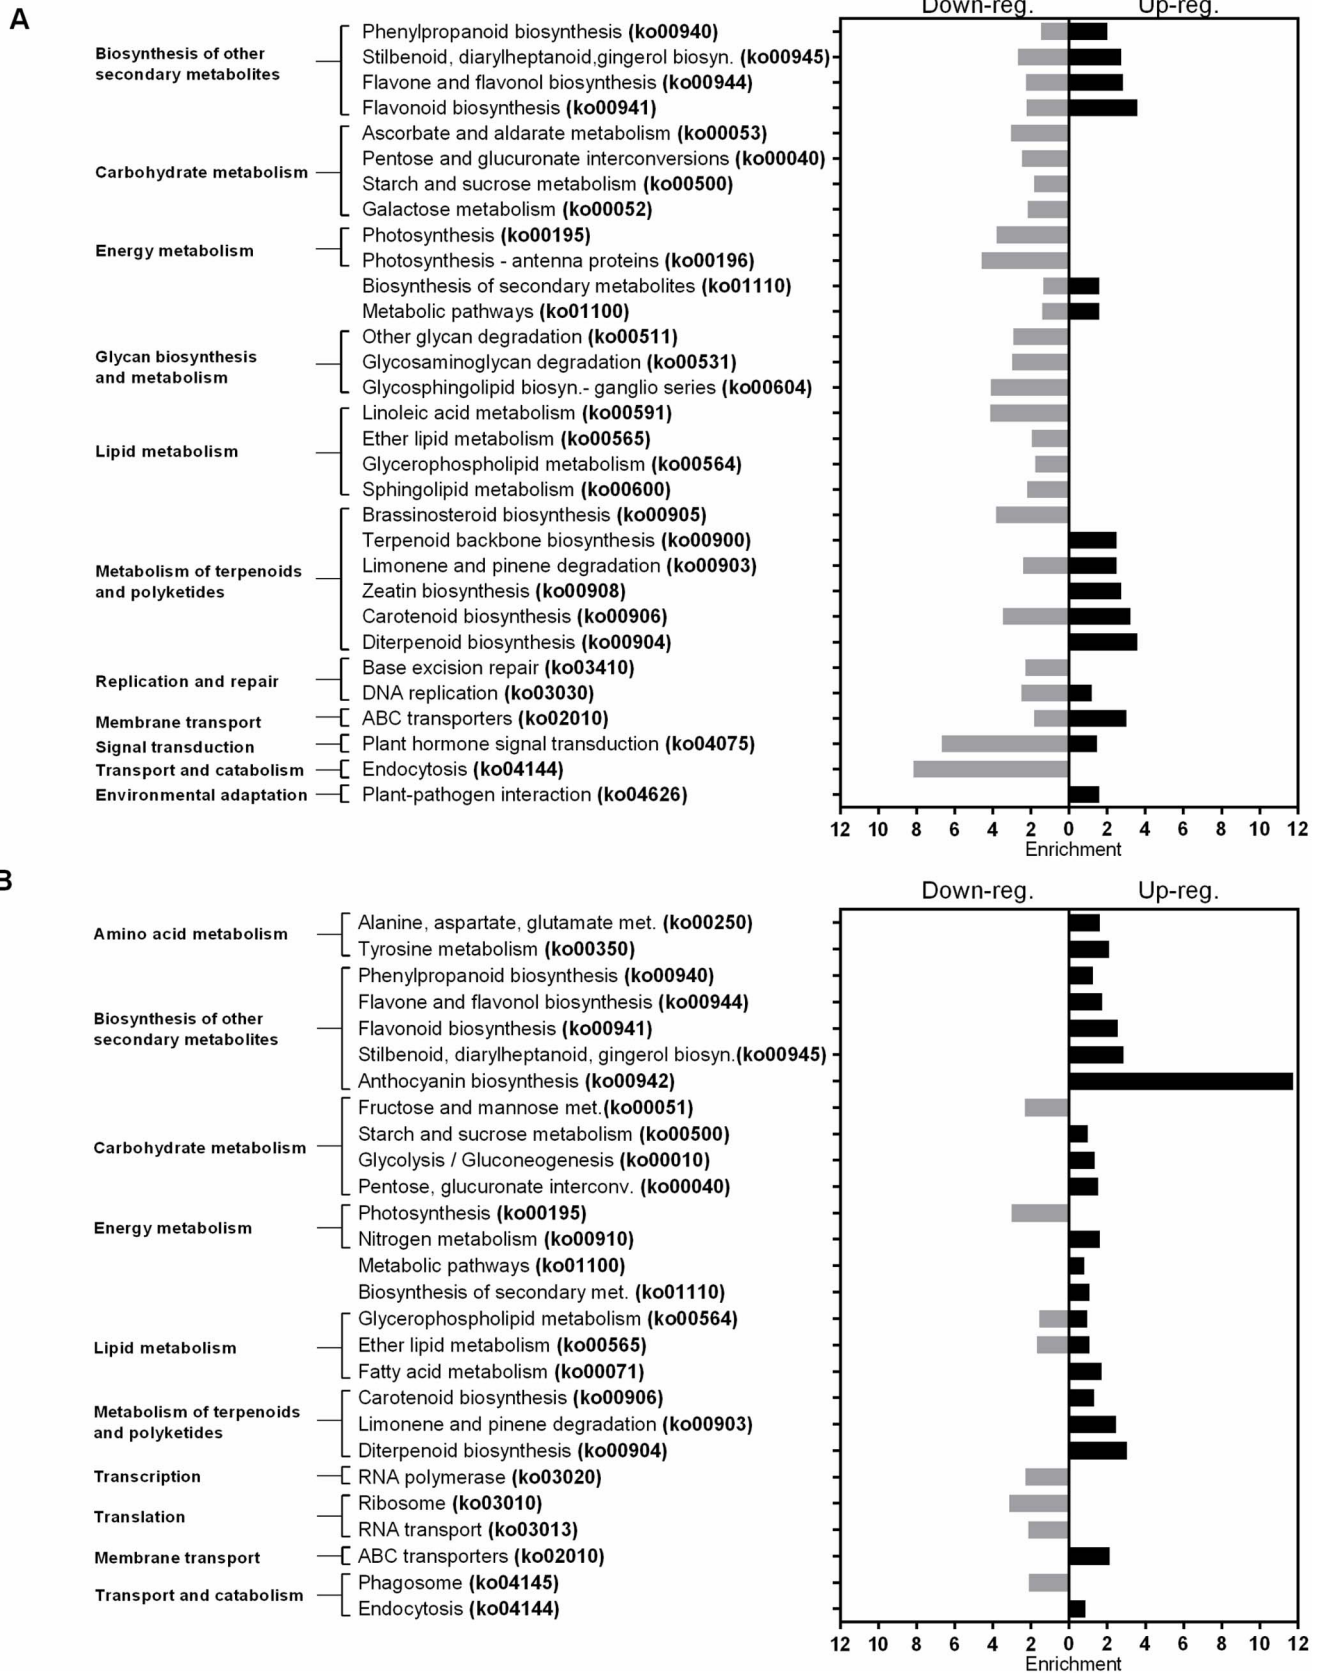 A
Down-reg. Up-reg.
Biosynthesis of other
secondary metabolites
Phenylpropanoid biosynthesis (ko00940)
Stilbenoid, diarylheptanoid,gingerol biosyn. (ko00945)
Flavone and flavonol biosynthesis (ko00944)
Flavonoid biosynthesis (ko00941)
Carbohydrate metabolism
Ascorbate and aldarate metabolism (ko00053)
Pentose and glucuronate interconversions (ko00040)
Starch and sucrose metabolism (ko00500)
Galactose metabolism (ko00052)
Energy metabolism
Photosynthesis (ko00195)
Photosynthesis - antenna proteins (ko00196)
Biosynthesis of secondary metabolites (ko01110)
Metabolic pathways (ko01100)
Glycan biosynthesis
and metabolism
Other glycan degradation (ko00511)
Glycosaminoglycan degradation (ko00531)
Glycosphingolipid biosyn.- ganglio series (ko00604)
Lipid metabolism
Linoleic acid metabolism (ko00591)
Ether lipid metabolism (ko00565)
Glycerophospholipid metabolism (ko00564)
Sphingolipid metabolism (ko00600)
Metabolism of terpenoids
and polyketides
Brassinosteroid biosynthesis (ko00905)
Terpenoid backbone biosynthesis (ko00900)
Limonene and pinene degradation (ko00903)
Zeatin biosynthesis (ko00908)
Carotenoid biosynthesis (ko00906)
Diterpenoid biosynthesis (ko00904)
Replication and repair
Base excision repair (ko03410)
DNA replication (ko03030)
Membrane transport
ABC transporters (ko02010)
Signal transduction
Plant hormone signal transduction (ko04075)
Transport and catabolism
Endocytosis (ko04144)
Environmental adaptation
Plant-pathogen interaction (ko04626)
12 10 8 6 4 2 0 2 4 6 8 10 12
Enrichment
B
Down-reg. Up-reg.
Amino acid metabolism
Alanine, aspartate, glutamate met. (ko00250)
Tyrosine metabolism (ko00350)
Biosynthesis of other
secondary metabolites
Phenylpropanoid biosynthesis (ko00940)
Flavone and flavonol biosynthesis (ko00944)
Flavonoid biosynthesis (ko00941)
Stilbenoid, diarylheptanoid, gingerol biosyn.(ko00945)
Anthocyanin biosynthesis (ko00942)
Carbohydrate metabolism
Fructose and mannose met.(ko00051)
Starch and sucrose metabolism (ko00500)
Glycolysis / Gluconeogenesis (ko00010)
Pentose, glucuronate interconv. (ko00040)
Energy metabolism
Photosynthesis (ko00195)
Nitrogen metabolism (ko00910)
Metabolic pathways (ko01100)
Biosynthesis of secondary met. (ko01110)
Lipid metabolism
Glycerophospholipid metabolism (ko00564)
Ether lipid metabolism (ko00565)
Fatty acid metabolism (ko00071)
Metabolism of terpenoids
and polyketides
Carotenoid biosynthesis (ko00906)
Limonene and pinene degradation (ko00903)
Diterpenoid biosynthesis (ko00904)
Transcription
RNA polymerase (ko03020)
Translation
Ribosome (ko03010)
RNA transport (ko03013)
Membrane transport
ABC transporters (ko02010)
Transport and catabolism
Phagosome (ko04145)
Endocytosis (ko04144)
12 10 8 6 4 2 0 2 4 6 8 10 12
Enrichment